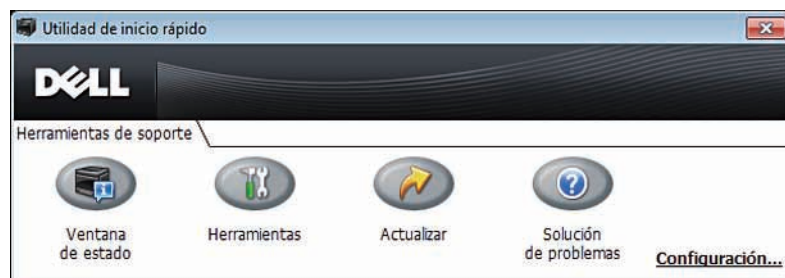 Utilidad de inicio rápido
DELL
Herramientas de soporte
Ventana
de estado
Herramientas
Actualizar
Solución
de problemas
Configuración...